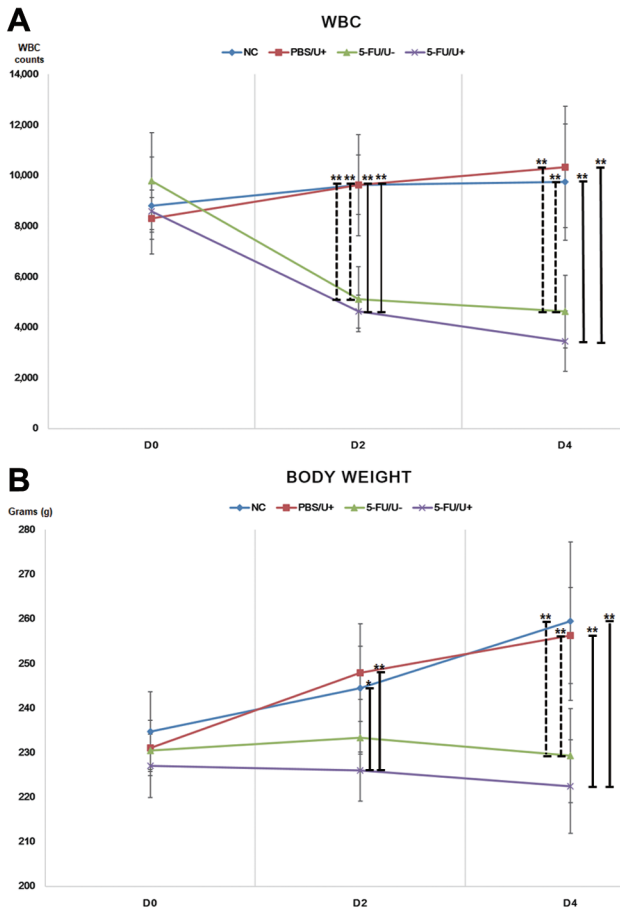 A
WBC
WBC
counts
NC PBS/U+ 5-FU/U- 5-FU/U+
14,000
12,000
10,000
8,000
6,000
4,000
2,000
0
** ** ** **
** ** ** **
D0 D2 D4
B
BODY WEIGHT
Grams (g)
NC PBS/U+ 5-FU/U- 5-FU/U+
280
270
260
250
240
230
220
210
200
* **
** ** ** **
D0 D2 D4